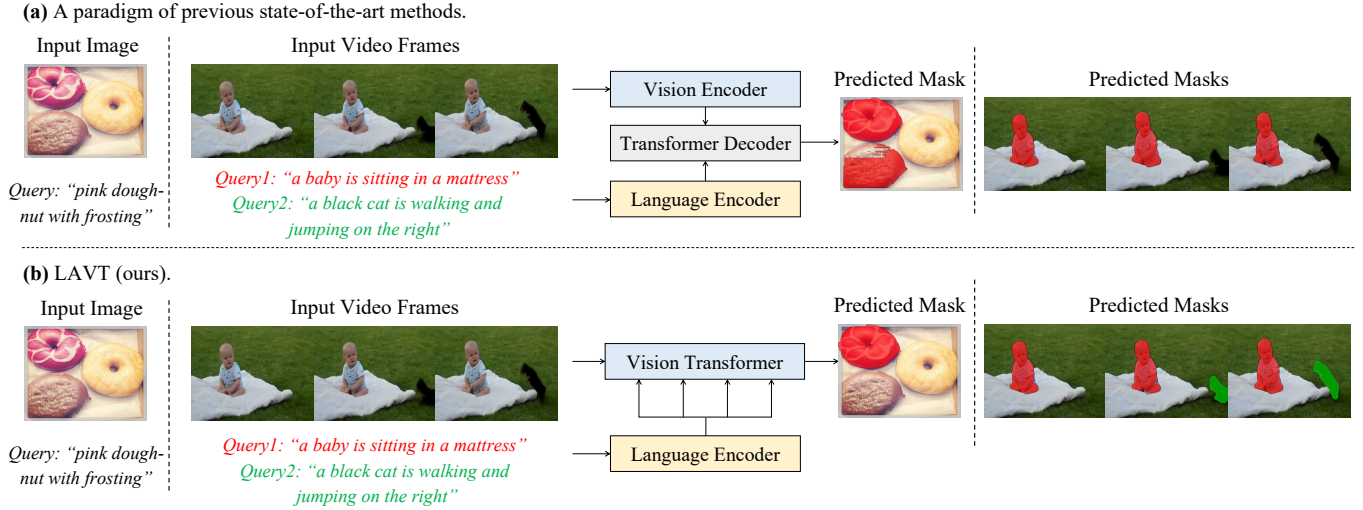 (a) A paradigm of previous state-of-the-art methods.
Input Image
Input Video Frames
Query: “pink dough-
nut with frosting”
Query1: “a baby is sitting in a mattress”
Query2: “a black cat is walking and
jumping on the right”
Vision Encoder
Transformer Decoder
Language Encoder
Predicted Mask
Predicted Masks
(b) LAVT (ours).
Input Image
Input Video Frames
Query: “pink dough-
nut with frosting”
Query1: “a baby is sitting in a mattress”
Query2: “a black cat is walking and
jumping on the right”
Vision Transformer
Language Encoder
Predicted Mask
Predicted Masks